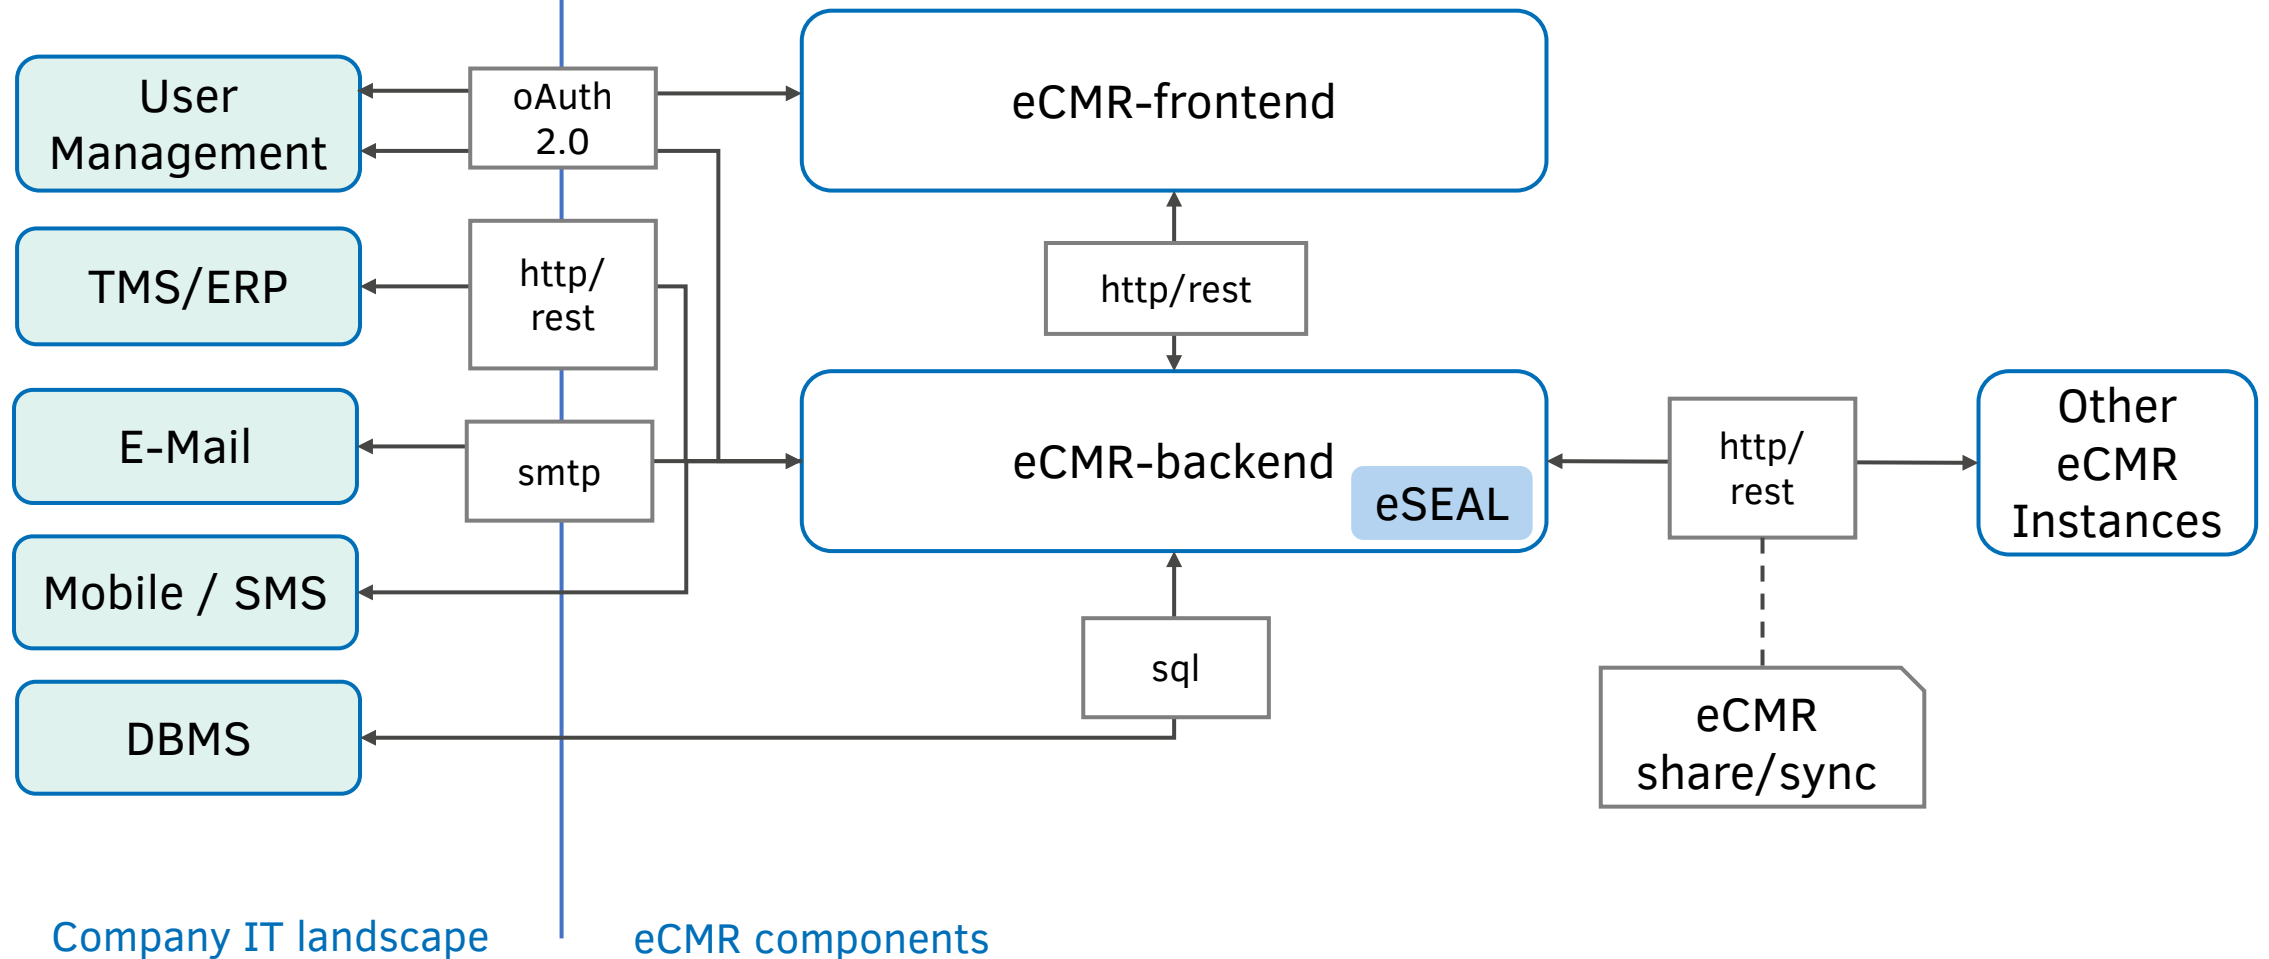 User
Management
oAuth
2.0
eCMR-frontend
TMS/ERP
http/
rest
http/rest
E-Mail
smtp
eCMR-backend
eSEAL
http/
rest
Other
eCMR
Instances
Mobile / SMS
sql
DBMS
eCMR
share/sync
Company IT landscape
eCMR components